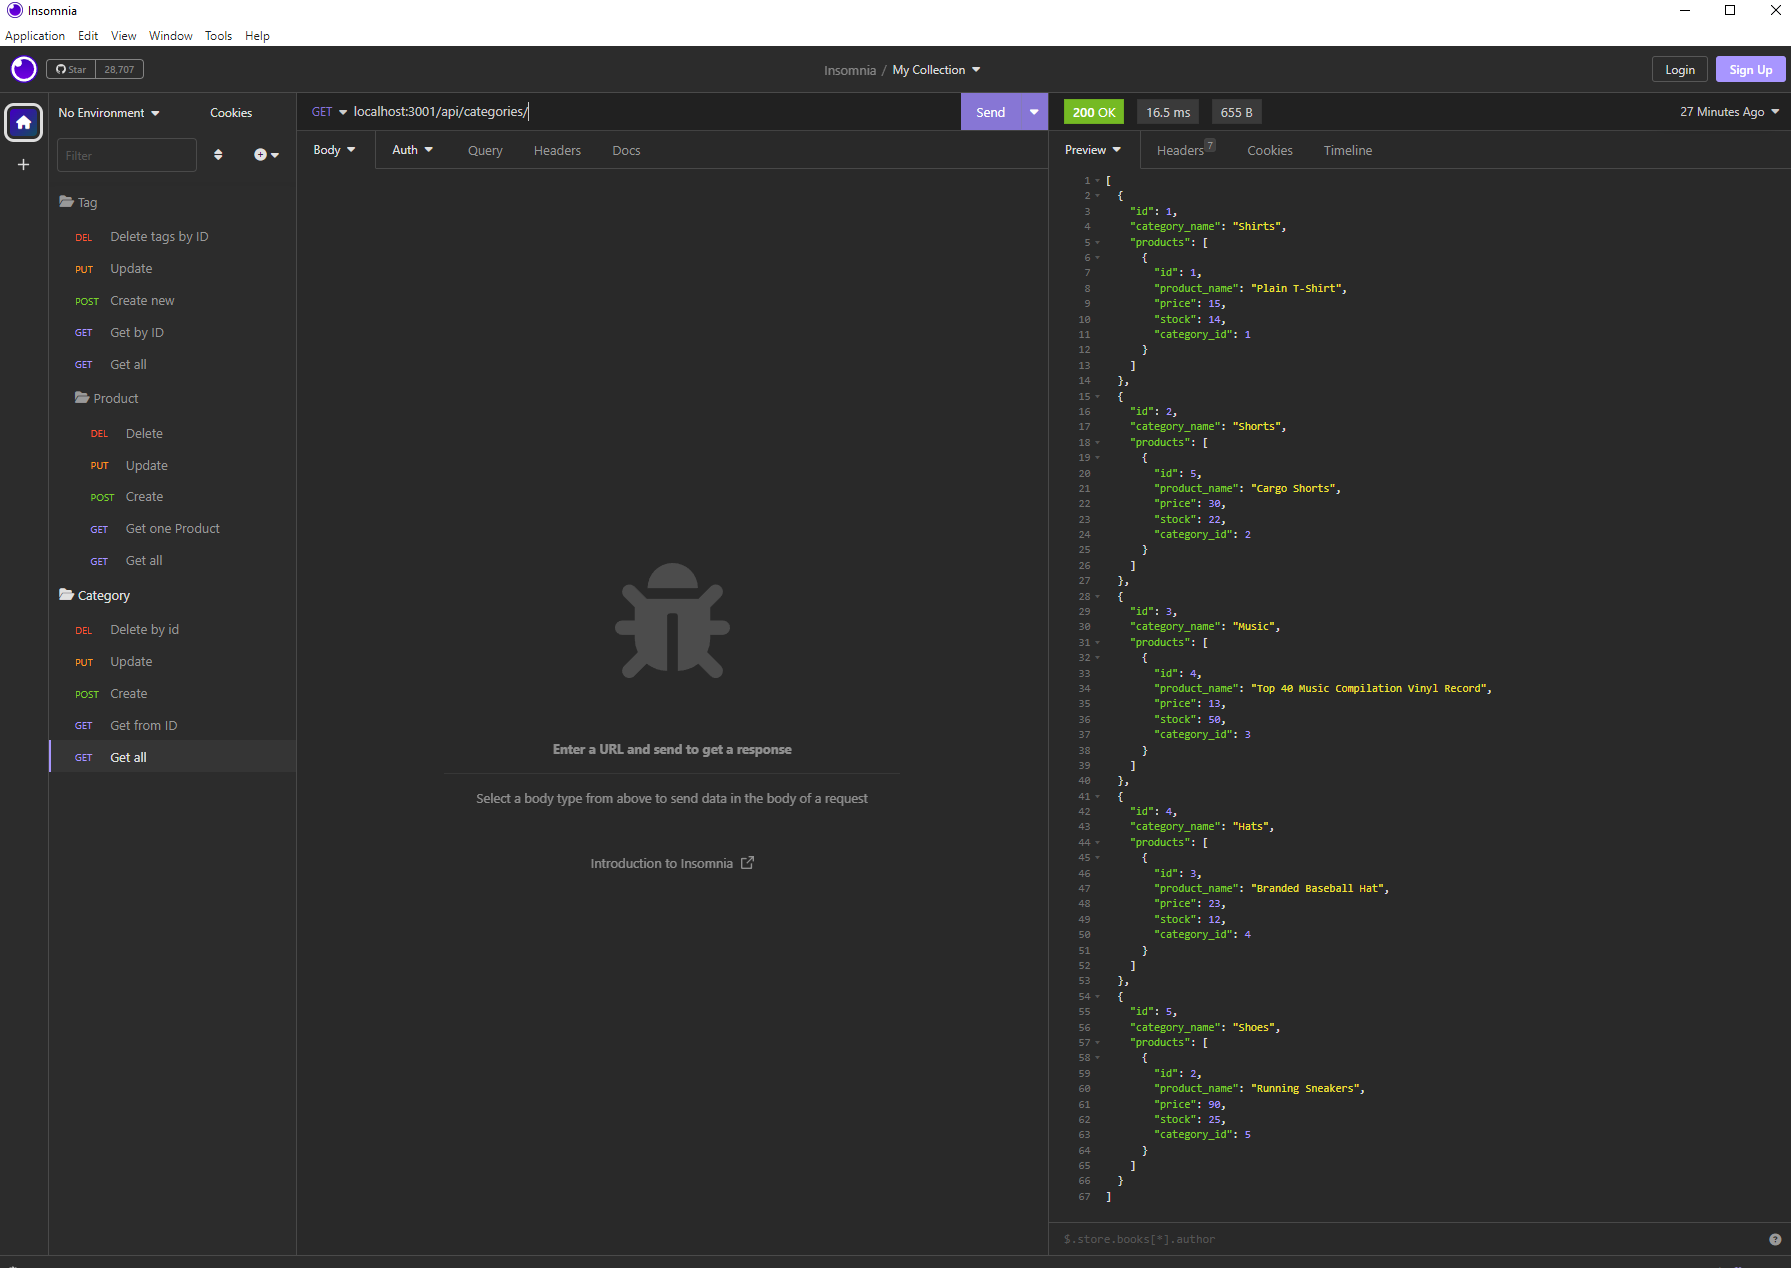 Insomnia
Application Edit View Window Tools Help
Star 28,707
Insomnia / My Collection
Login Sign Up
No Environment Cookies
Filter
Tag
DEL Delete tags by ID
PUT Update
POST Create new
GET Get by ID
GET Get all
Product
DEL Delete
PUT Update
POST Create
GET Get one Product
GET Get all
Category
DEL Delete by id
PUT Update
POST Create
GET Get from ID
GET Get all
GET localhost:3001/api/categories/ Send
Body Auth Query Headers Docs
Enter a URL and send to get a response
Select a body type from above to send data in the body of a request
Introduction to Insomnia
200 OK 16.5 ms 655 B 27 Minutes Ago
Preview Headers 7 Cookies Timeline
1 [
2 {
3 "id": 1,
4 "category_name": "Shirts",
5 "products": [
6 {
7 "id": 1,
8 "product_name": "Plain T-Shirt",
9 "price": 15,
10 "stock": 14,
11 "category_id": 1
12 }
13 ]
14 },
15 {
16 "id": 2,
17 "category_name": "Shorts",
18 "products": [
19 {
20 "id": 5,
21 "product_name": "Cargo Shorts",
22 "price": 30,
23 "stock": 22,
24 "category_id": 2
25 }
26 ]
27 },
28 {
29 "id": 3,
30 "category_name": "Music",
31 "products": [
32 {
33 "id": 4,
34 "product_name": "Top 40 Music Compilation Vinyl Record",
35 "price": 13,
36 "stock": 50,
37 "category_id": 3
38 }
39 ]
40 },
41 {
42 "id": 4,
43 "category_name": "Hats",
44 "products": [
45 {
46 "id": 3,
47 "product_name": "Branded Baseball Hat",
48 "price": 23,
49 "stock": 12,
50 "category_id": 4
51 }
52 ]
53 },
54 {
55 "id": 5,
56 "category_name": "Shoes",
57 "products": [
58 {
59 "id": 2,
60 "product_name": "Running Sneakers",
61 "price": 90,
62 "stock": 25,
63 "category_id": 5
64 }
65 ]
66 }
67 ]
$.store.books[*].author